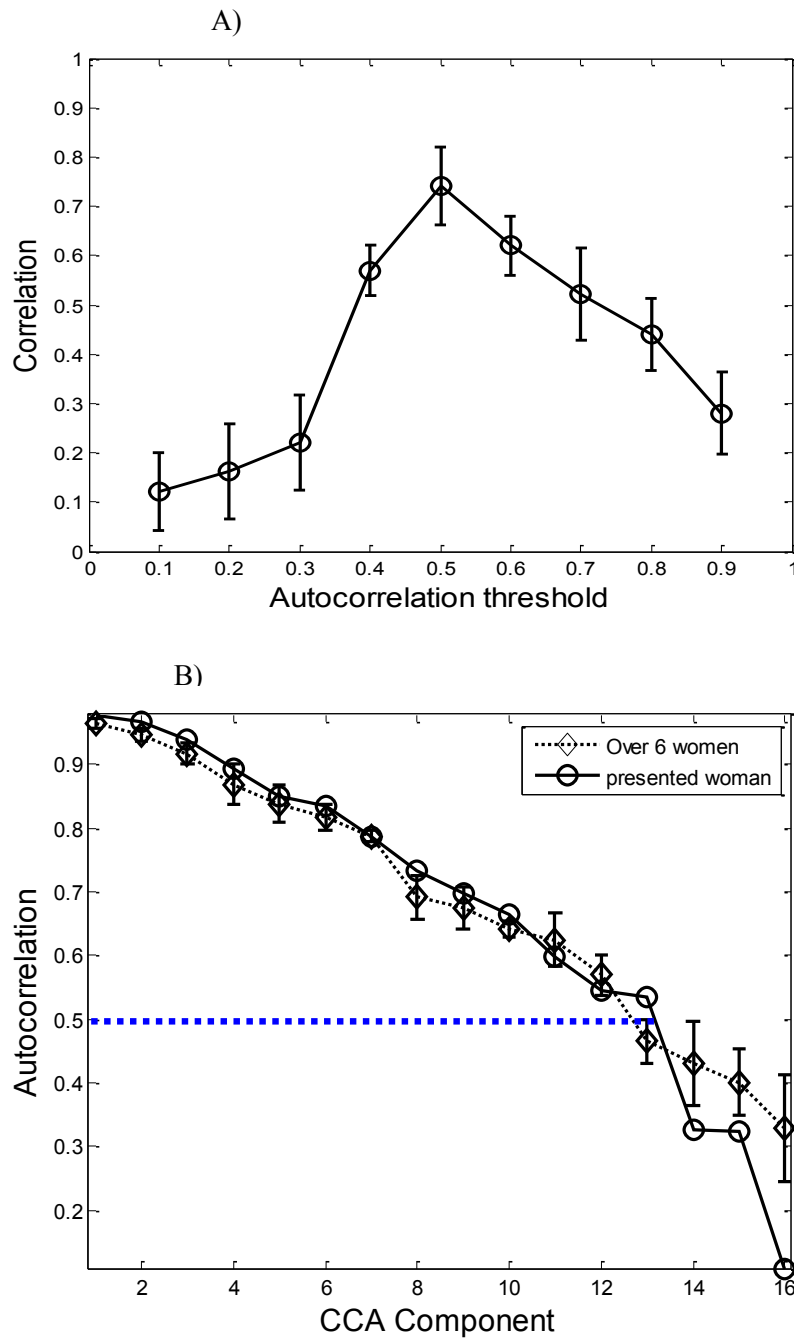 A)
1
0.9
0.8
0.7
0.6
0.5
0.4
0.3
0.2
0.1
0
Correlation
0 0.1 0.2 0.3 0.4 0.5 0.6 0.7 0.8 0.9 1
Autocorrelation threshold
B)
Over 6 women
presented woman
0.9
0.8
0.7
0.6
0.5
0.4
0.3
0.2
Autocorrelation
2 4 6 8 10 12 14 16
CCA Component